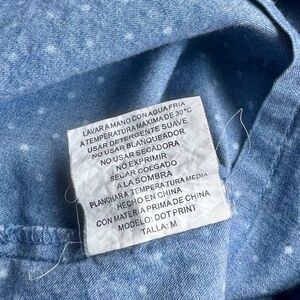 LAVAR A MANO CON AGUA FRIA
A TEMPERATURA MAXIMA DE 30°C
USAR DETERGENTE SUAVE
NO USAR BLANQUEADOR
NO USAR SECADORA
NO EXPRIMIR
SECAR COLGADO
A LA SOMBRA
PLANCHAR A TEMPERATURA MEDIA
HECHO EN CHINA
CON MATERIA PRIMA DE CHINA
MODELO: DOT PRINT
TALLA: M